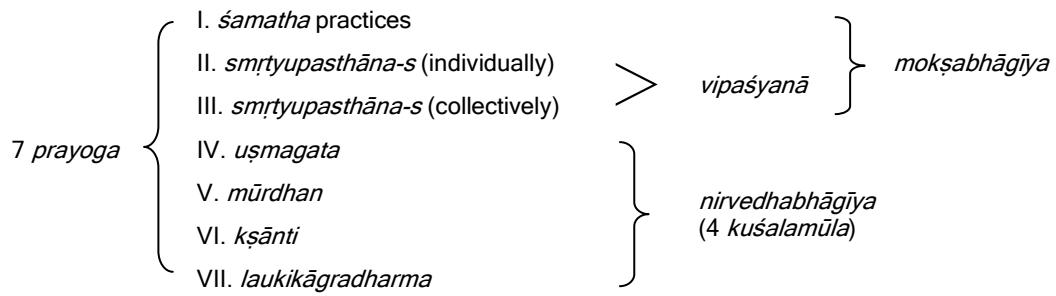 I. śamatha practices
II. smṛtyupasthāna-s (individually)
III. smṛtyupasthāna-s (collectively)
vipaśyanā
mokṣabhāgīya
7 prayoga
IV. uṣmagata
V. mūrdhan
VI. kṣānti
VII. laukikāgradharma
nirvedhabhāgīya
(4 kuśalamūla)